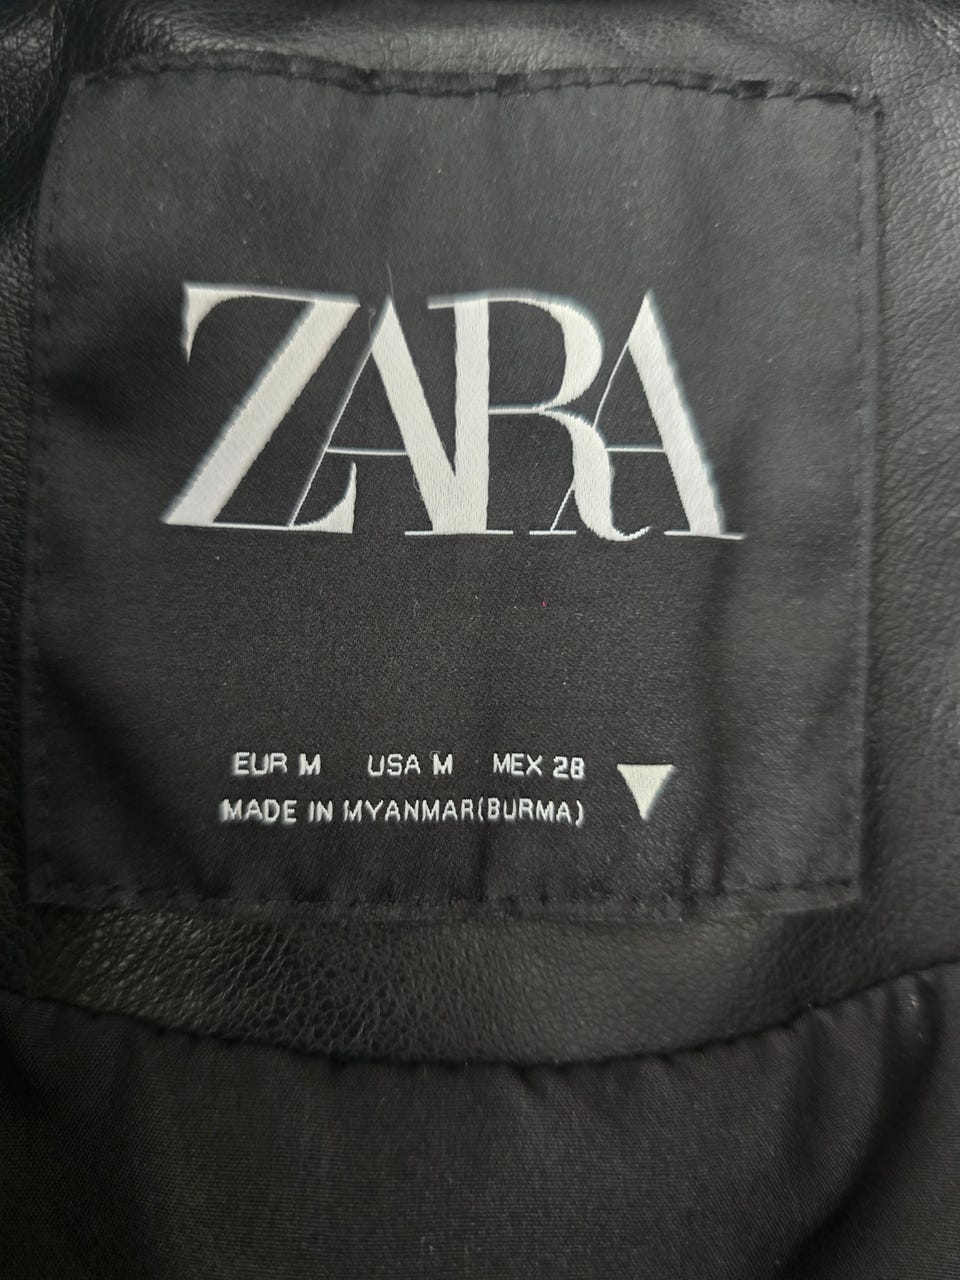 ZARA
EUR M USA M MEX 28
MADE IN MYANMAR(BURMA)